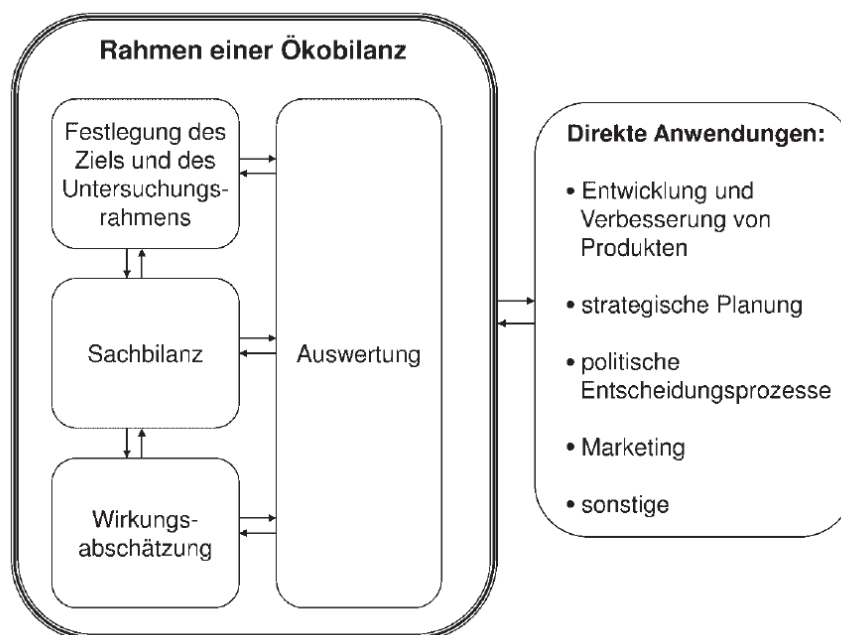 Rahmen einer Ökobilanz
Festlegung des
Ziels und des
Untersuchungs-
rahmens
Sachbilanz
Wirkungs-
abschätzung
Auswertung
Direkte Anwendungen:
• Entwicklung und
Verbesserung von
Produkten
• strategische Planung
• politische
Entscheidungsprozesse
• Marketing
• sonstige